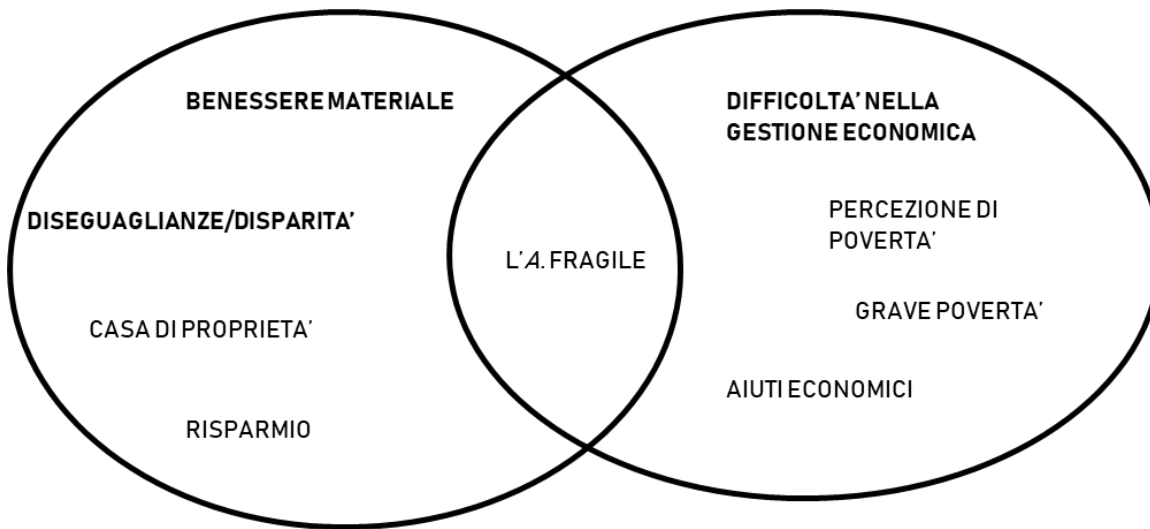 BENESSERE MATERIALE
DISEGUAGLIANZE/DISPARITA’
CASA DI PROPRIETA’
RISPARMIO
L’A. FRAGILE
DIFFICOLTA’ NELLA
GESTIONE ECONOMICA
PERCEZIONE DI
POVERTA’
GRAVE POVERTA’
AIUTI ECONOMICI